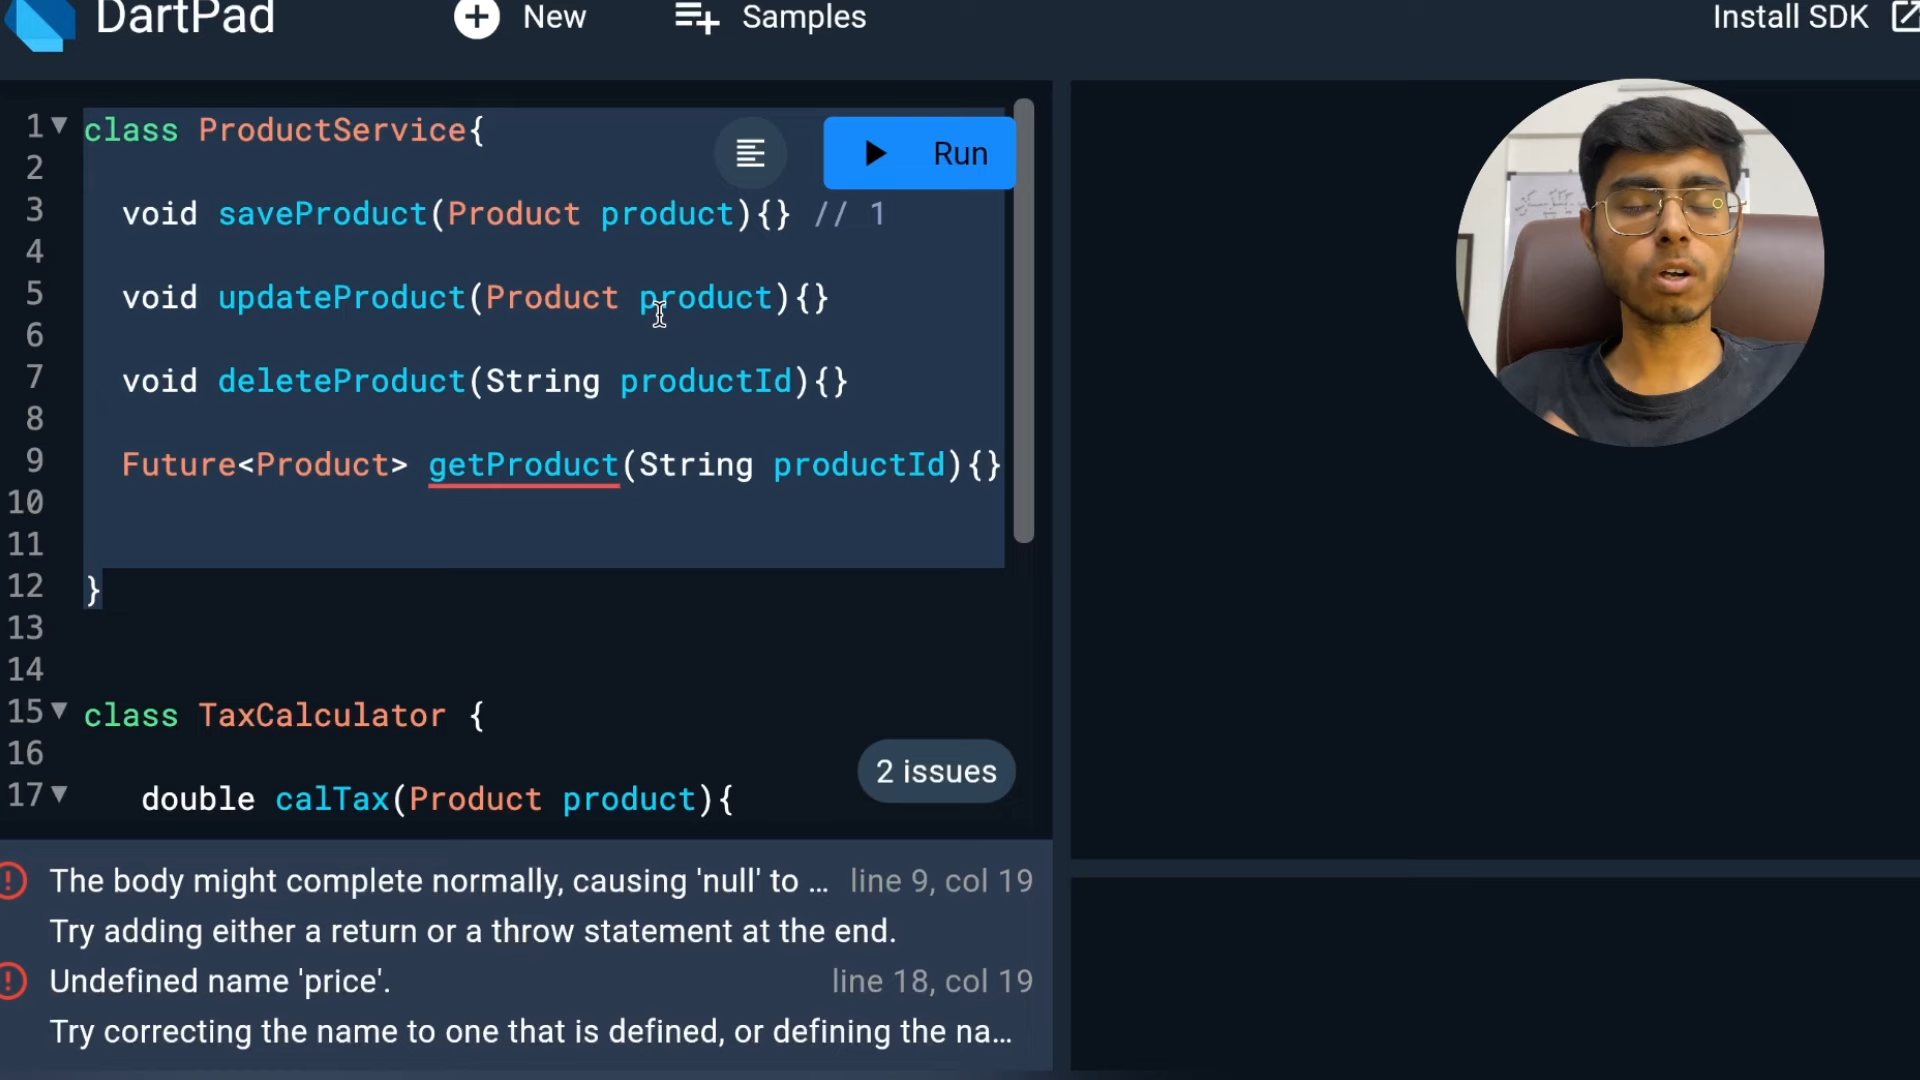 DartPad
New
Samples
Install SDK
1 class ProductService{
Run
2
3 void saveProduct(Product product){} // 1
4
5 void updateProduct(Product product){}
6
7 void deleteProduct(String productId){}
8
9 Future<Product> getProduct(String productId){}
10
11
12 }
13
14
15 class TaxCalculator {
16
2 issues
17 double calTax(Product product){
The body might complete normally, causing 'null' to ... line 9, col 19
Try adding either a return or a throw statement at the end.
Undefined name 'price'. line 18, col 19
Try correcting the name to one that is defined, or defining the na...